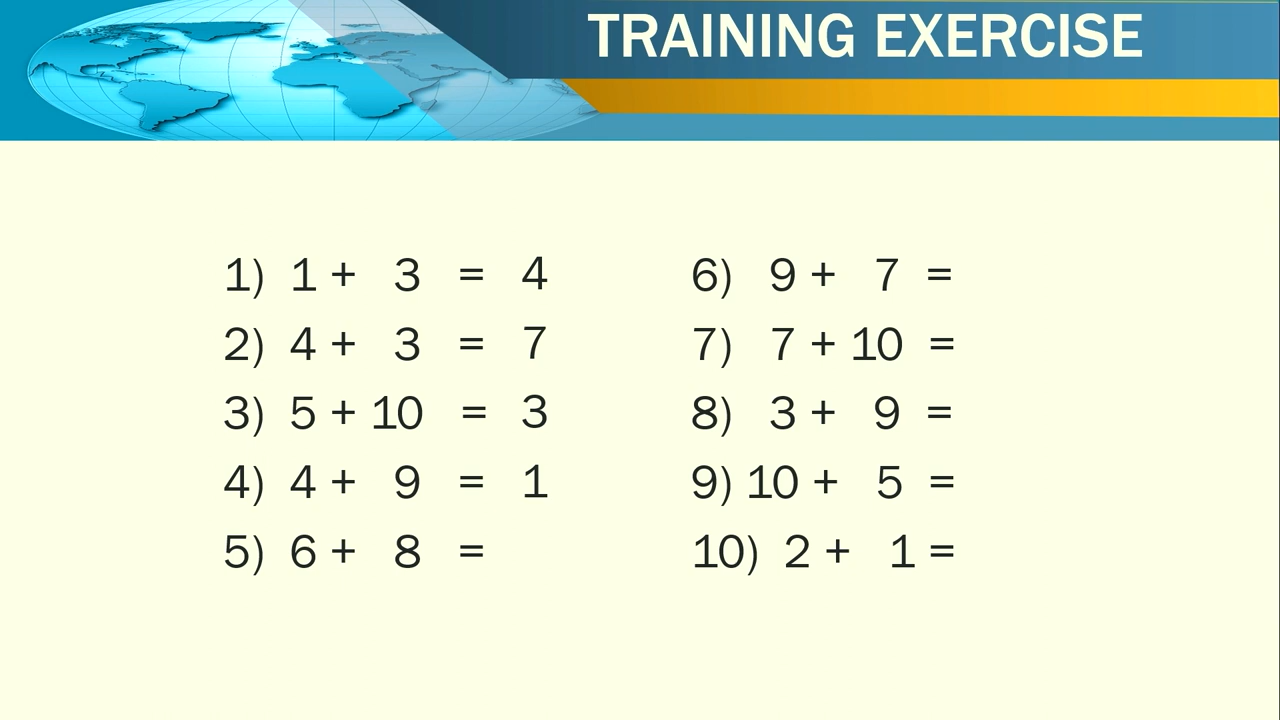 TRAINING EXERCISE
1) 1 + 3 = 4
2) 4 + 3 = 7
3) 5 + 10 = 3
4) 4 + 9 = 1
5) 6 + 8 =
6) 9 + 7 =
7) 7 + 10 =
8) 3 + 9 =
9) 10 + 5 =
10) 2 + 1 =